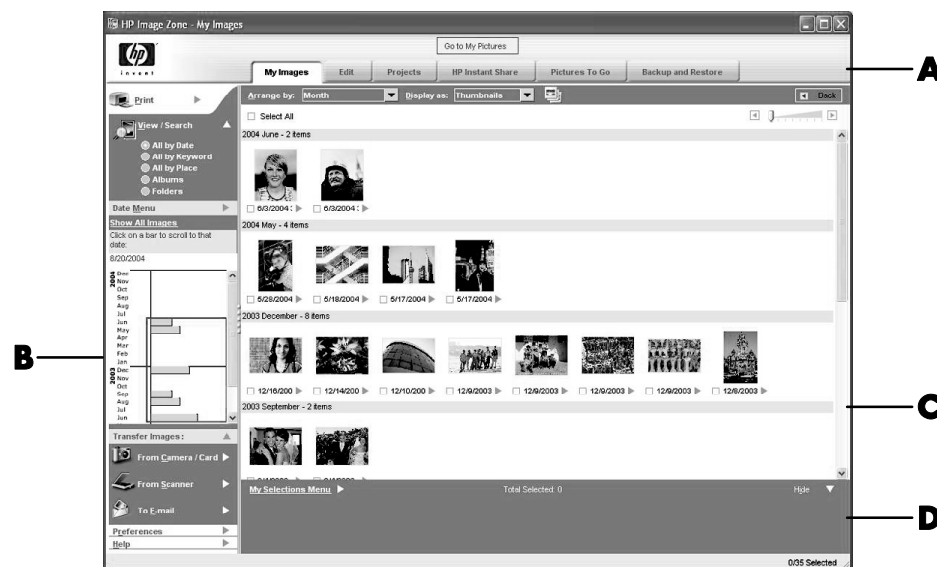 HP Image Zone - My Images
hp
invent
Go to My Pictures
My Images Edit Projects HP Instant Share Pictures To Go Backup and Restore
A
Print
Arrange by: Month Display as: Thumbnails Dock
View / Search
All by Date
All by Keyword
All by Place
Albums
Folders
Select All
2004 June - 2 items
6/3/2004 6/3/2004
Date Menu
Show All Images
Click on a bar to scroll to that
date:
8/20/2004
2004 Dec
Nov
Oct
Sep
Aug
Jul
Jun
May
Apr
Mar
Feb
Jan
2003 Dec
Nov
Oct
Sep
Aug
Jul
Jun
B
2004 May - 4 items
5/28/2004 5/18/2004 5/17/2004 5/17/2004
2003 December - 8 items
12/16/200 12/14/200 12/10/200 12/9/2003 12/9/2003 12/9/2003 12/9/2003 12/8/2003
2003 September - 2 items
C
Transfer Images:
From Camera / Card
From Scanner
To E-mail
Preferences
Help
My Selections Menu Total Selected: 0 Hide
D
0/35 Selected